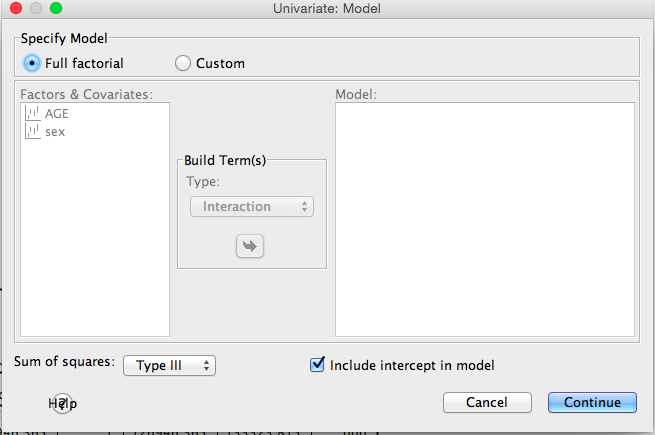 Univariate: Model
Specify Model
Full factorial
Custom
Factors & Covariates:
Model:
AGE
sex
Build Term(s)
Type:
Interaction
Sum of squares:
Type III
Include intercept in model
Help
?
Cancel
Continue